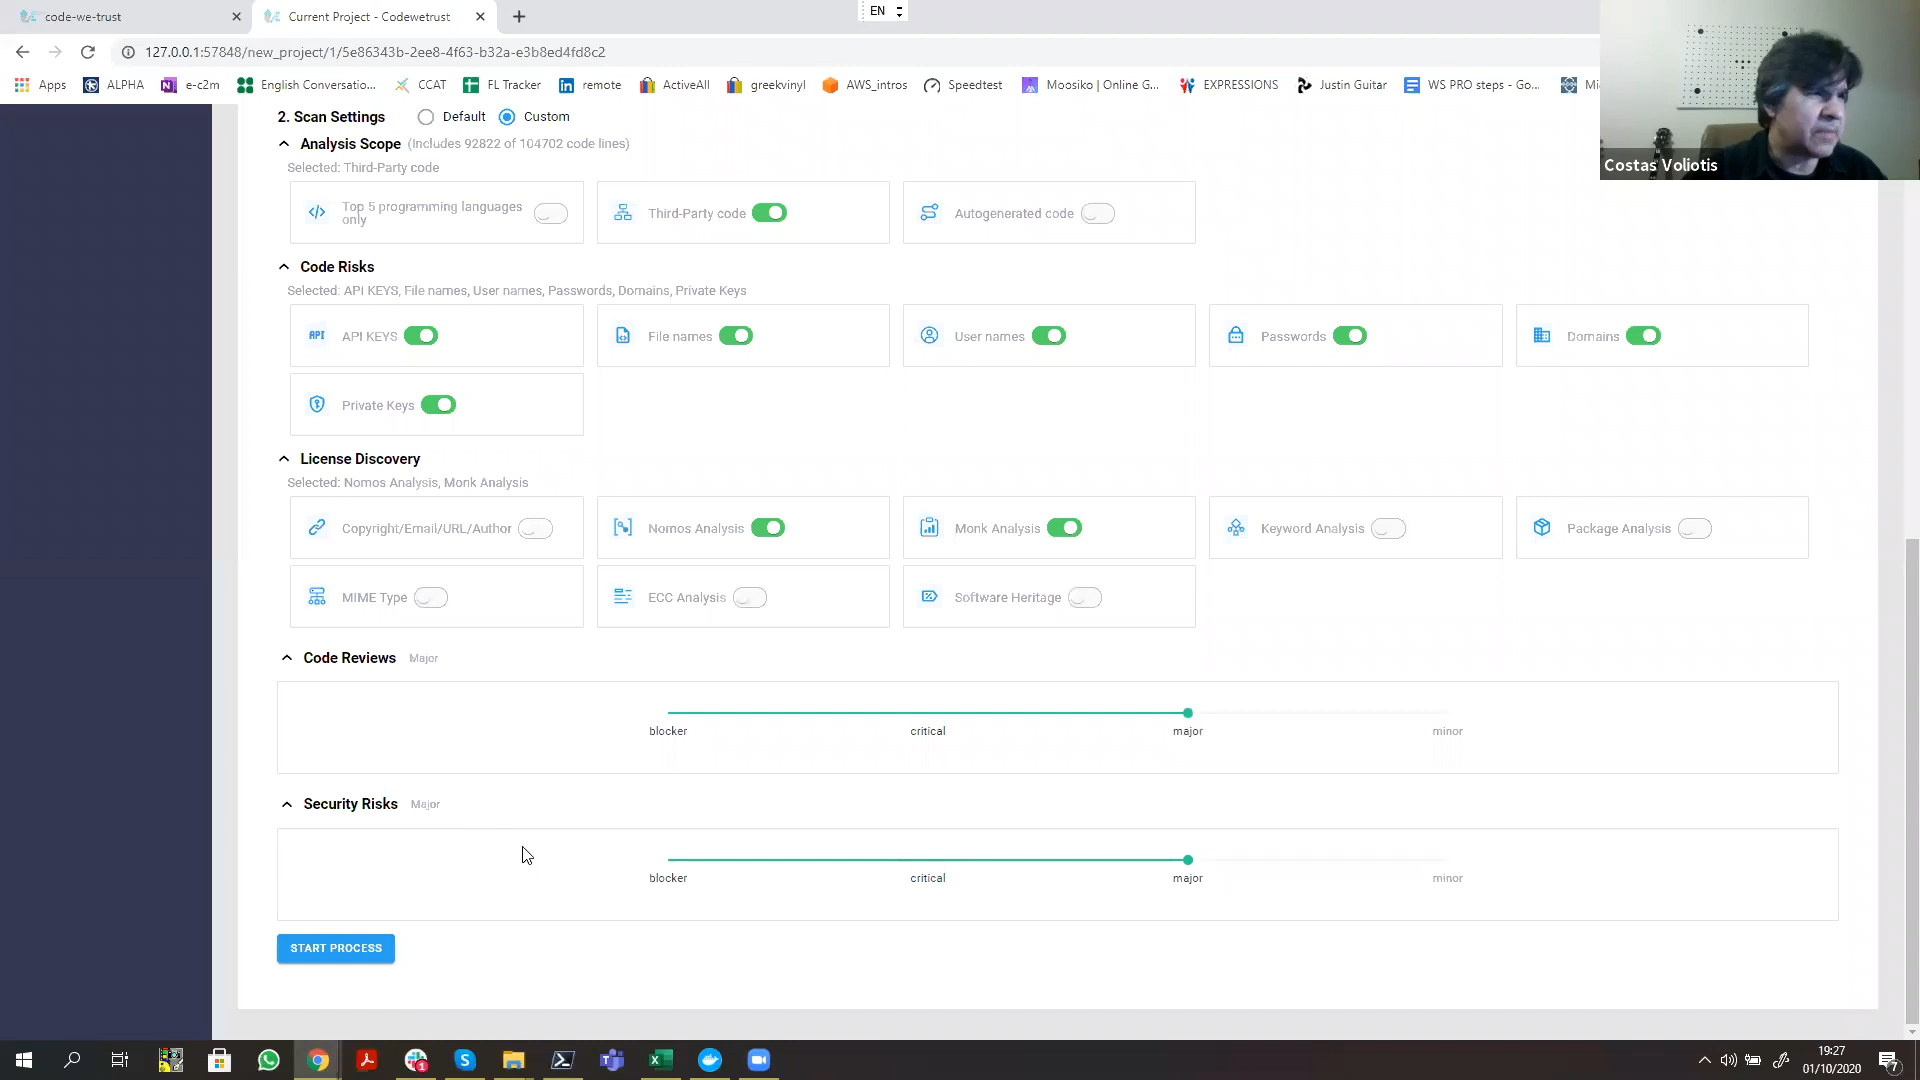 code-we-trust
Current Project - Codewetrust
EN
127.0.0.1:57848/new_project/1/5e86343b-2ee8-4f63-b32a-e3b8ed4fd8c2
Apps
ALPHA
e-c2m
English Conversatio...
CCAT
FL Tracker
remote
ActiveAll
greekvinyl
AWS_intros
Speedtest
Moosiko | Online G...
EXPRESSIONS
Justin Guitar
WS PRO steps - Go...
Costas Voliotis
2. Scan Settings Default Custom
Analysis Scope (Includes 92822 of 104702 code lines)
Selected: Third-Party code
Top 5 programming languages
only
Third-Party code
Autogenerated code
Code Risks
Selected: API KEYS, File names, User names, Passwords, Domains, Private Keys
API API KEYS
File names
User names
Passwords
Domains
Private Keys
License Discovery
Selected: Nomos Analysis, Monk Analysis
Copyright/Email/URL/Author
Nomos Analysis
Monk Analysis
Keyword Analysis
Package Analysis
MIME Type
ECC Analysis
Software Heritage
Code Reviews Major
blocker critical major minor
Security Risks Major
blocker critical major minor
START PROCESS
19:27
01/10/2020